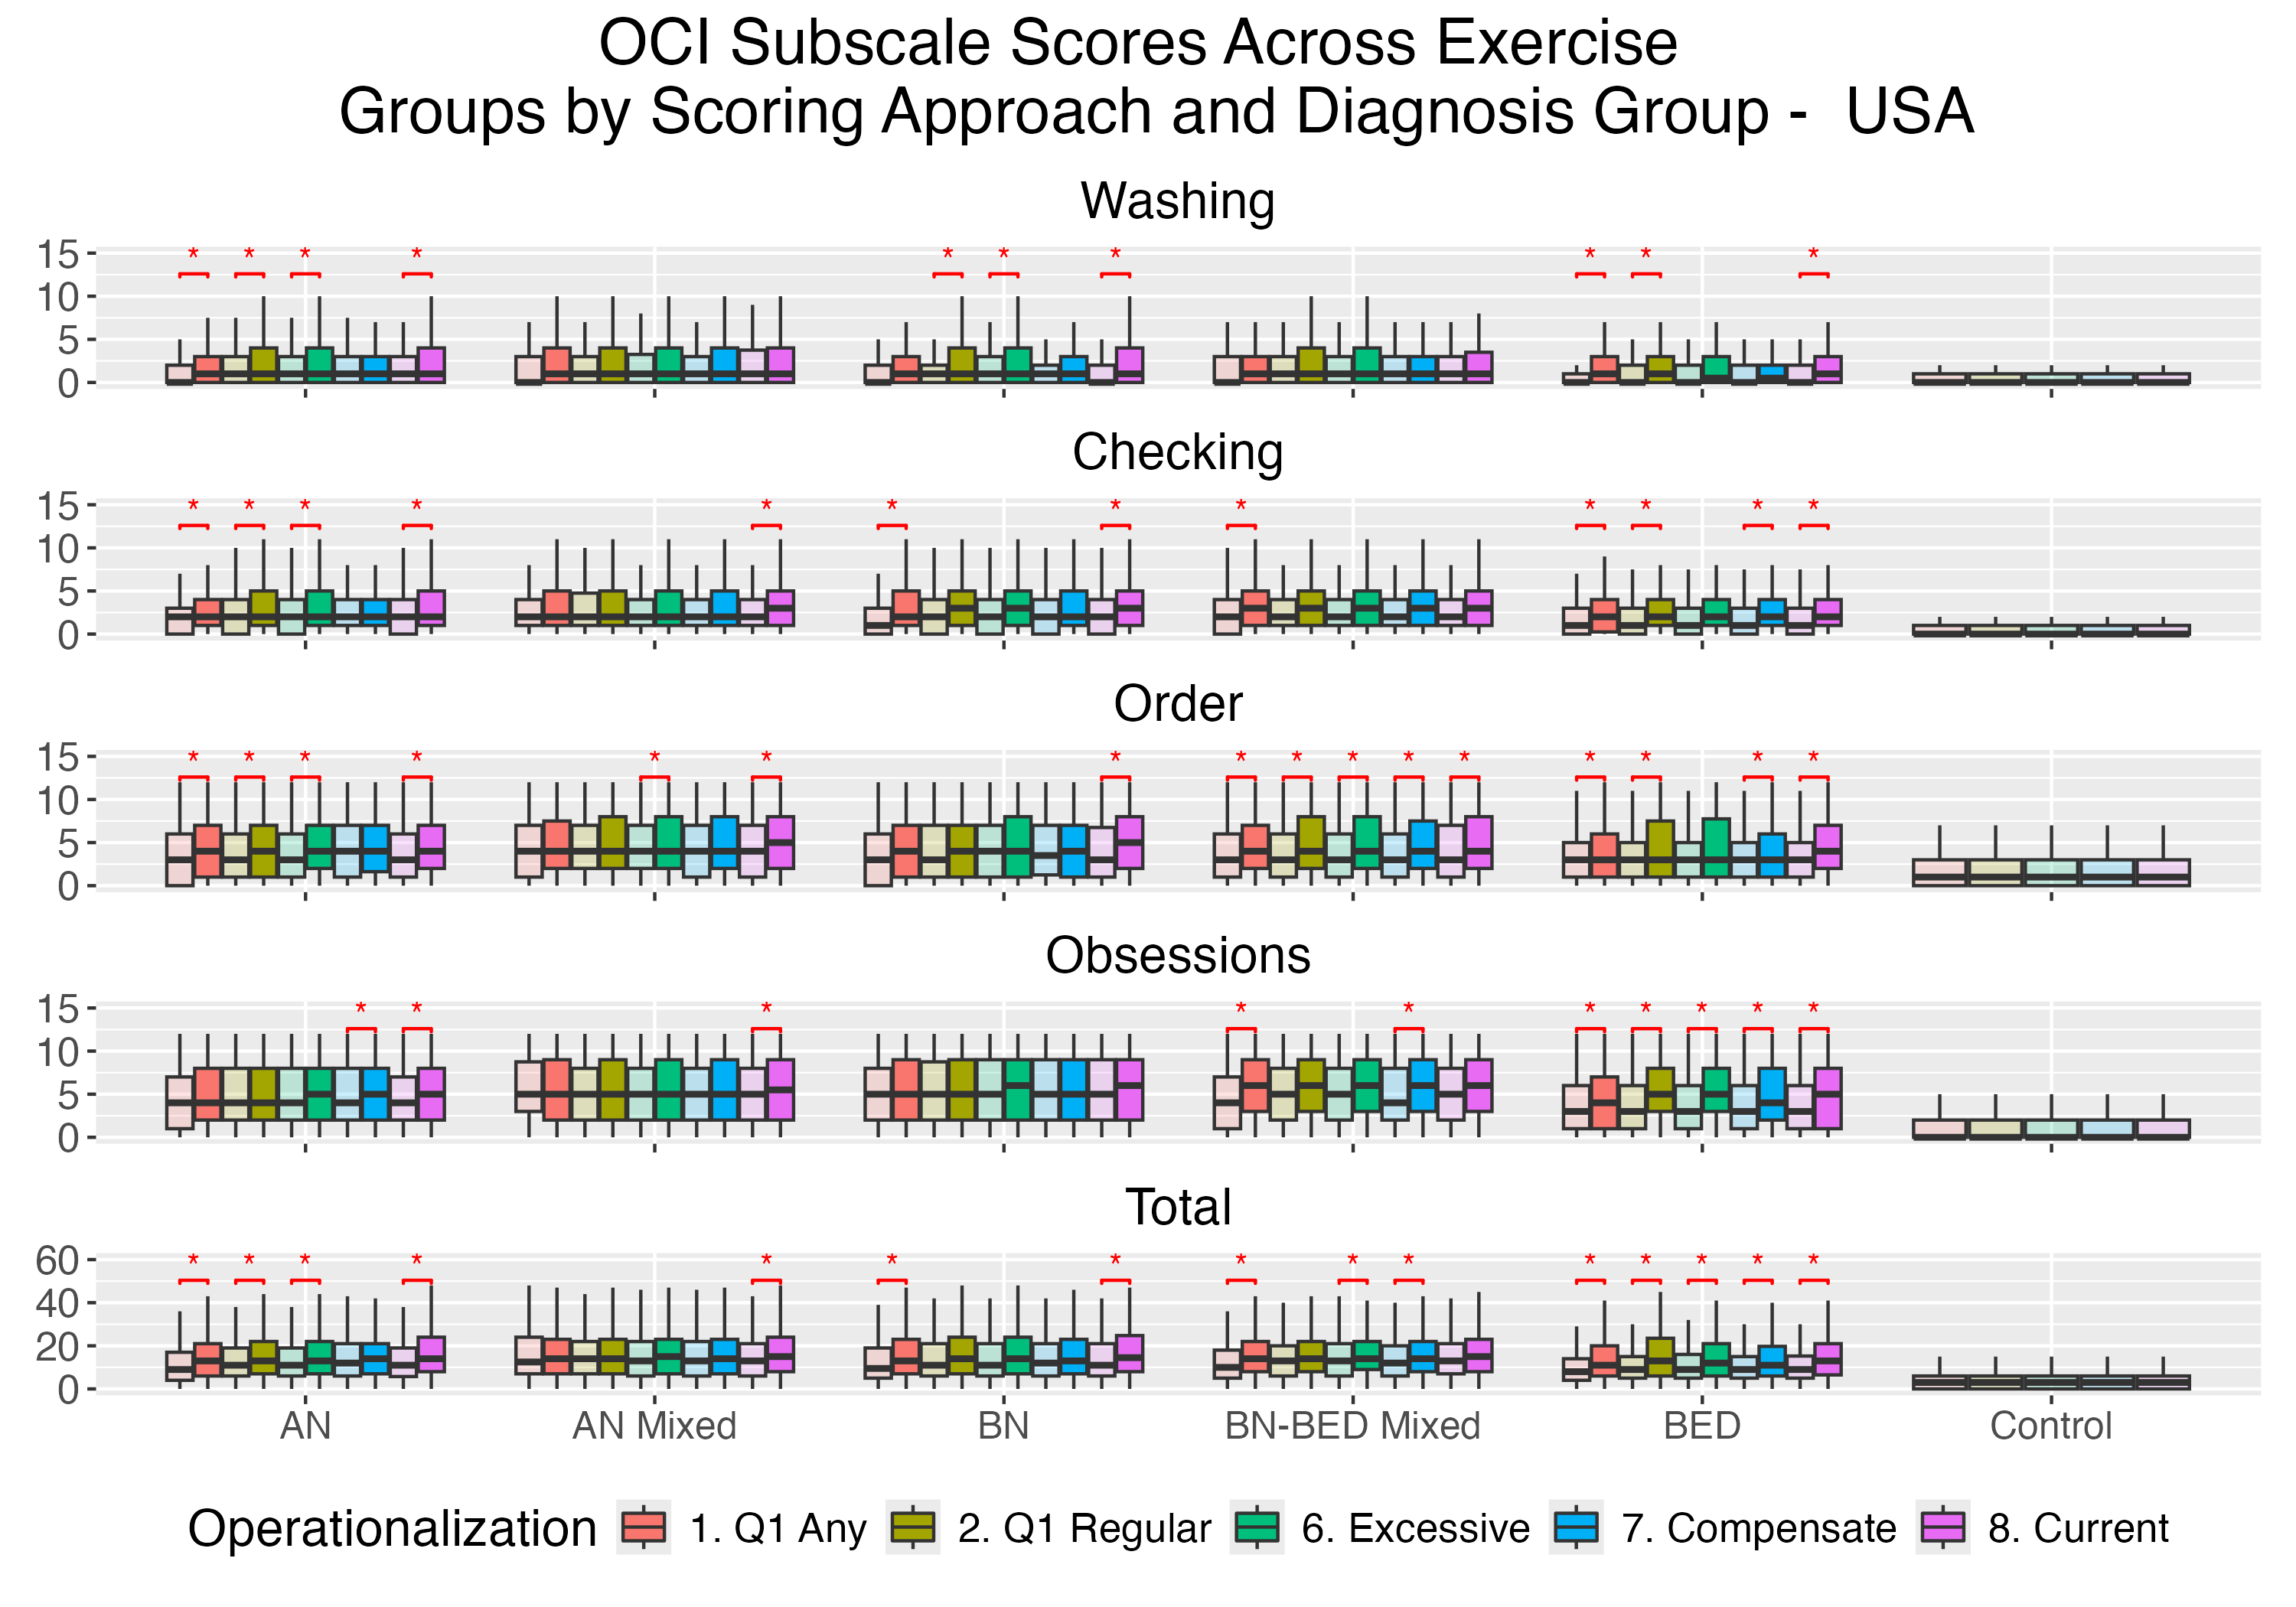 OCI Subscale Scores Across Exercise
Groups by Scoring Approach and Diagnosis Group - USA
Washing
15 * * * * * * * * * *
10
5
0
Checking
15 * * * * * * * * * * * *
10
5
0
Order
15 * * * * * * * * * * * * * * * *
10
5
0
Obsessions
15 * * * * * * * * * *
10
5
0
Total
60 * * * * * * * * * * * * * * *
40
20
0
AN AN Mixed BN BN-BED Mixed BED Control
Operationalization 1. Q1 Any 2. Q1 Regular 6. Excessive 7. Compensate 8. Current